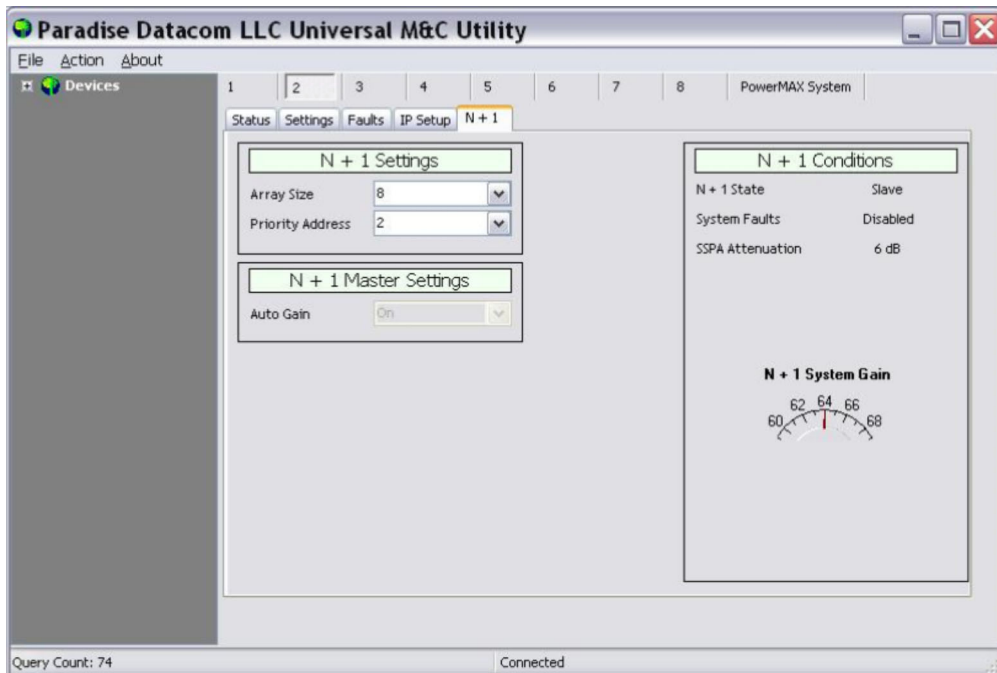 Paradise Datacom LLC Universal M&C Utility
File Action About
Devices
1 2 3 4 5 6 7 8 PowerMAX System
Status Settings Faults IP Setup N + 1
N + 1 Settings
Array Size 8
Priority Address 2
N + 1 Master Settings
Auto Gain On
N + 1 Conditions
N + 1 State Slave
System Faults Disabled
SSPA Attenuation 6 dB
N + 1 System Gain
60 62 64 66 68
Query Count: 74 Connected